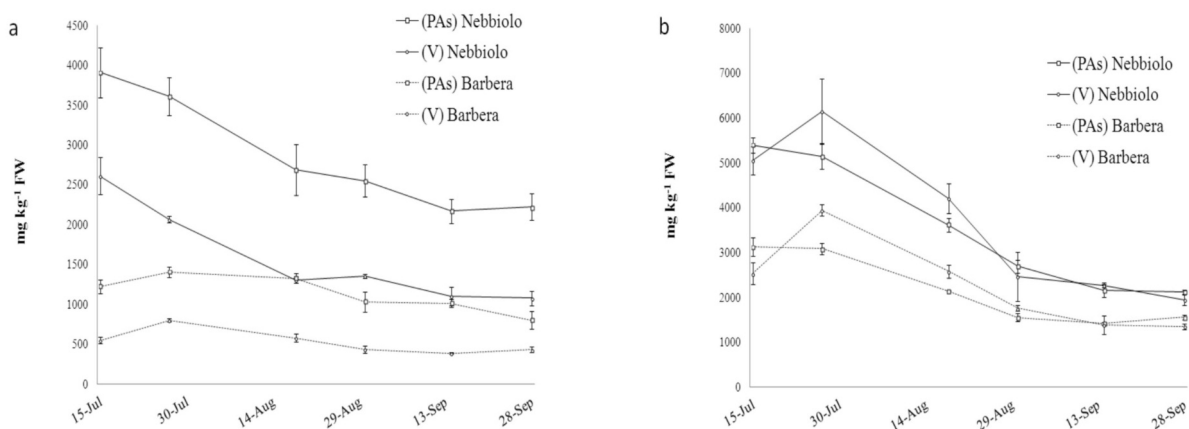 a
4500
4000
3500
3000
2500
2000
1500
1000
500
0
mg kg⁻¹ FW
15-Jul
30-Jul
14-Aug
29-Aug
13-Sep
28-Sep
(PAs) Nebbiolo
(V) Nebbiolo
(PAs) Barbera
(V) Barbera
b
8000
7000
6000
5000
4000
3000
2000
1000
0
mg kg⁻¹ FW
15-Jul
30-Jul
14-Aug
29-Aug
13-Sep
28-Sep
(PAs) Nebbiolo
(V) Nebbiolo
(PAs) Barbera
(V) Barbera